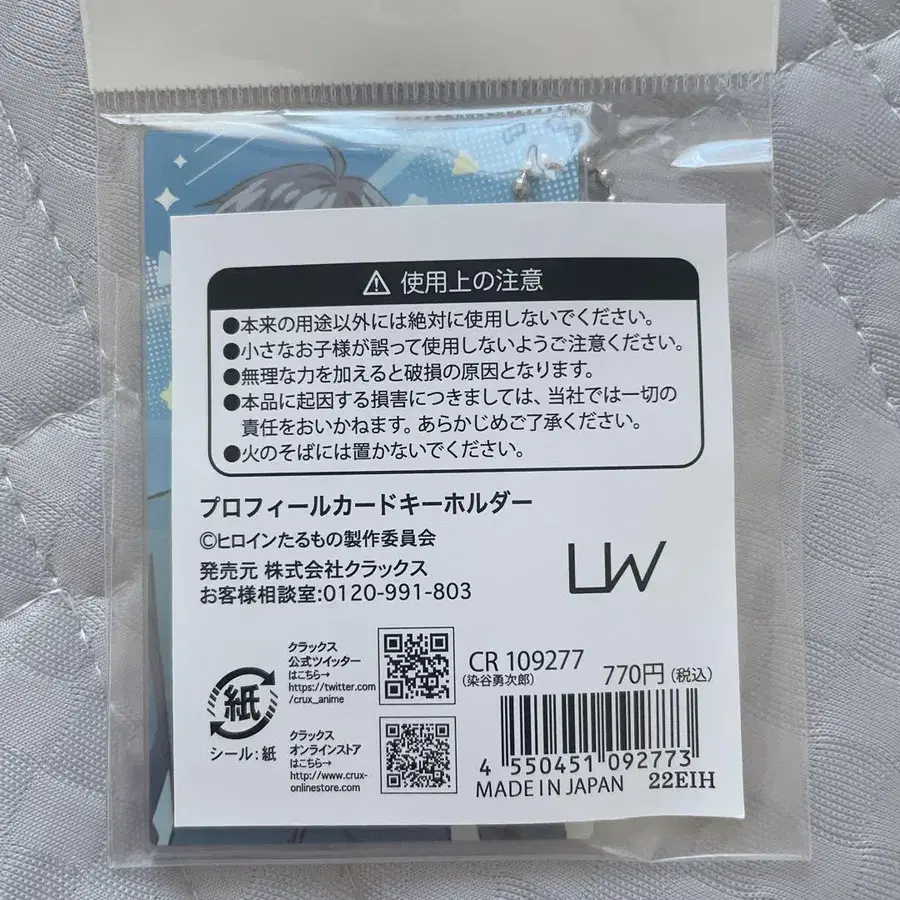 ⚠ 使用上の注意
●本来の用途以外には絶対に使用しないでください。
●小さなお子様が誤って使用しないようご注意ください。
●無理な力を加えると破損の原因となります。
●本品に起因する損害につきましては、当社では一切の
責任をおいかねます。あらかじめご了承ください。
●火のそばには置かないでください。
プロフィールカードキーホルダー
©ヒロインたるもの製作委員会
発売元 株式会社クラックス
お客様相談室:0120-991-803
LW
紙
シール:紙
クラックス
公式ツイッター
はこちら→
https://twitter.com
/crux_anime
クラックス
オンラインストア
はこちら→
http://www.crux-
onlinestore.com
CR 109277
(染谷勇次郎)
770円(税込)
4 550451 092773
MADE IN JAPAN 22EIH